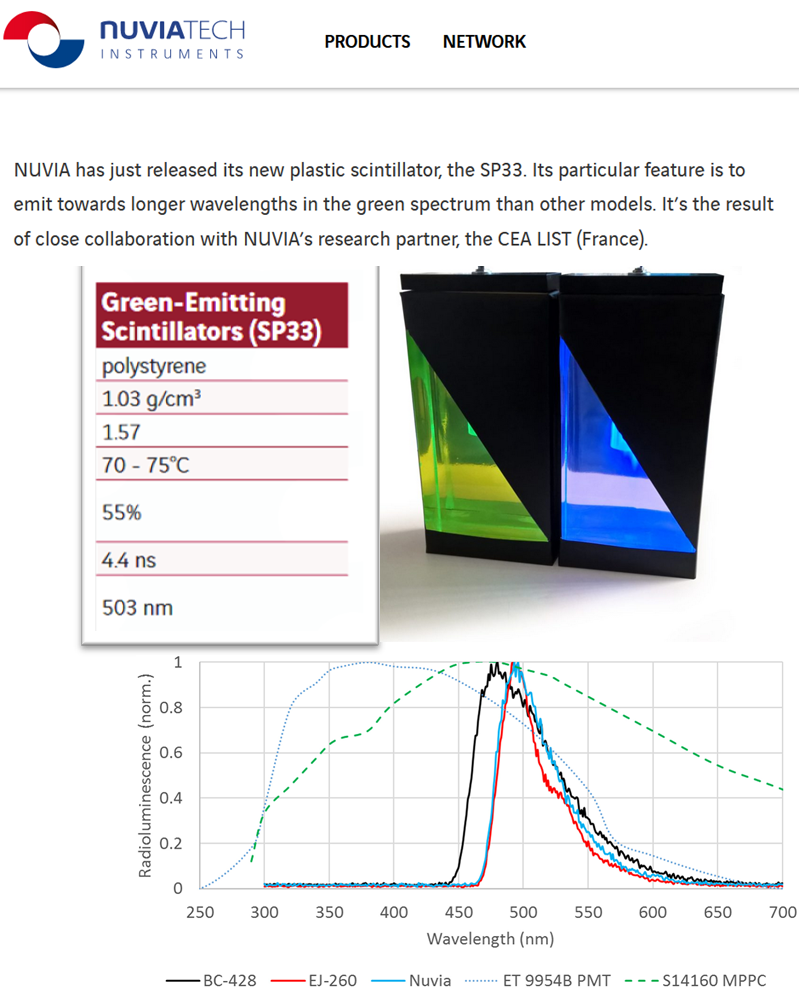 NUVIATECH
INSTRUMENTS
PRODUCTS NETWORK
NUVIA has just released its new plastic scintillator, the SP33. Its particular feature is to
emit towards longer wavelengths in the green spectrum than other models. It's the result
of close collaboration with NUVIA's research partner, the CEA LIST (France).
Green-Emitting
Scintillators (SP33)
polystyrene
1.03 g/cm³
1.57
70 - 75°C
55%
4.4 ns
503 nm
Radioluminescence (norm.)
1
0.8
0.6
0.4
0.2
0
250 300 350 400 450 500 550 600 650 700
Wavelength (nm)
BC-428 EJ-260 Nuvia ET 9954B PMT S14160 MPPC